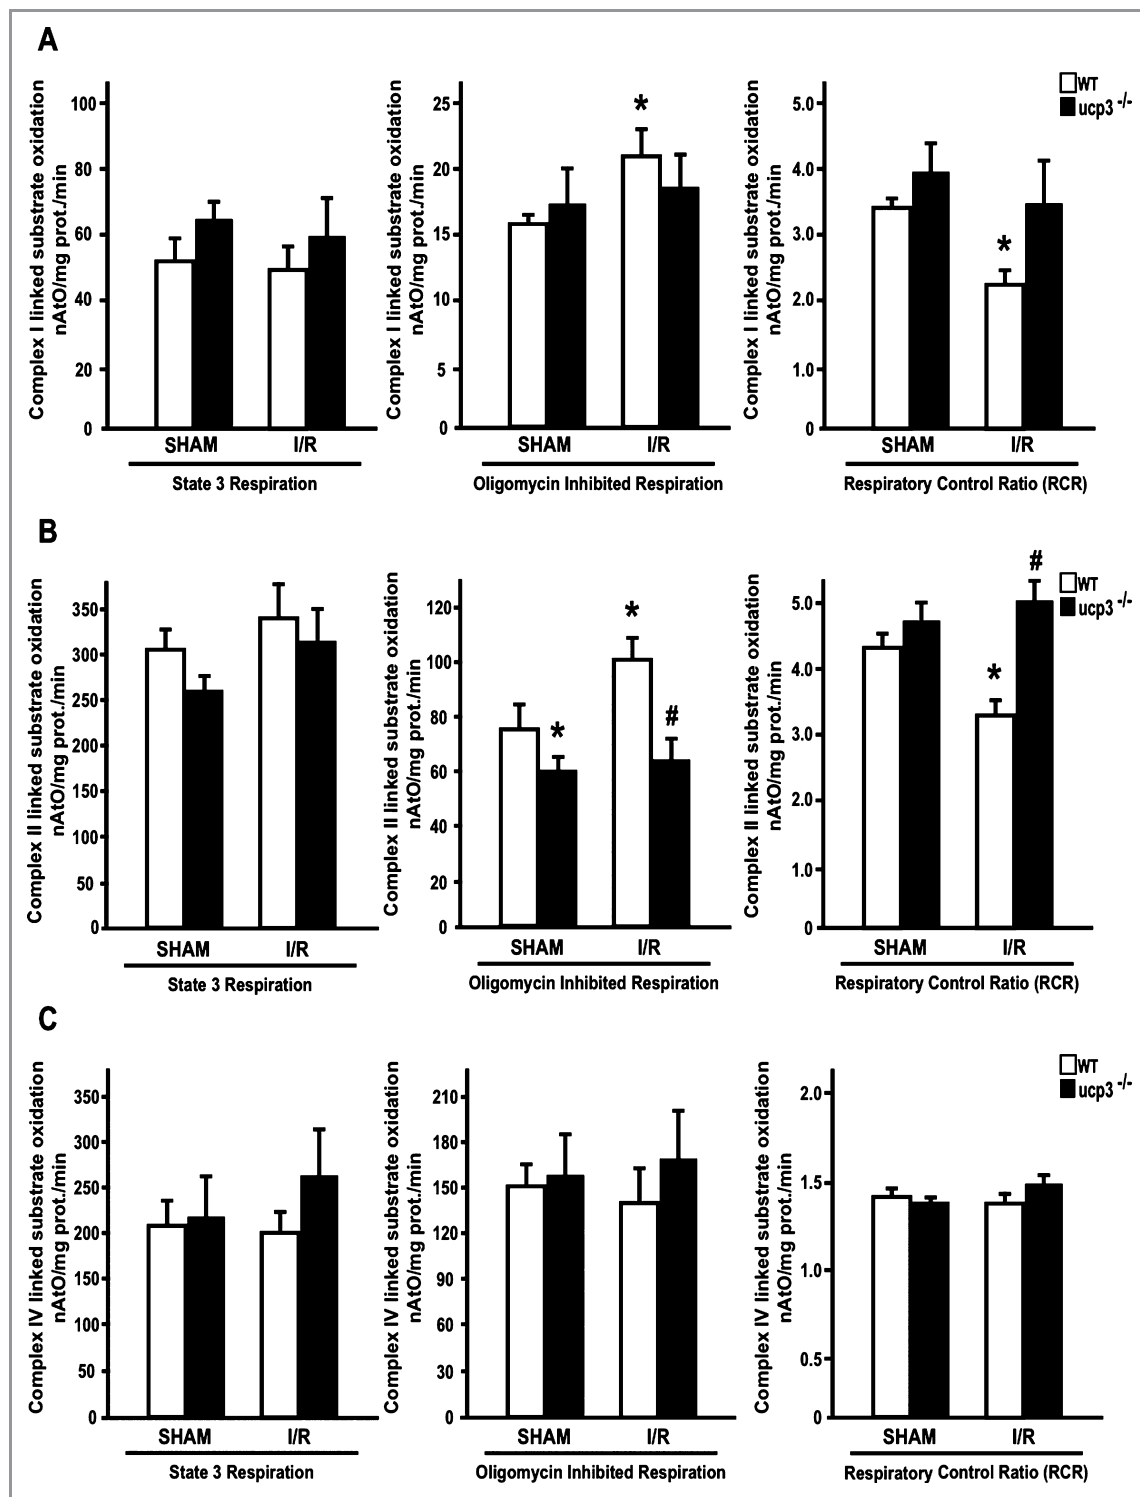 A
Complex I linked substrate oxidation
nAtO/mg prot./min
100
80
60
40
20
0
SHAM I/R
State 3 Respiration
Complex I linked substrate oxidation
nAtO/mg prot./min
25
20
15
10
5
0
*
SHAM I/R
Oligomycin Inhibited Respiration
Complex I linked substrate oxidation
nAtO/mg prot./min
5.0
4.0
3.0
2.0
1.0
0
*
WT
ucp3 -/-
SHAM I/R
Respiratory Control Ratio (RCR)
B
Complex II linked substrate oxidation
nAtO/mg prot./min
350
300
250
200
150
100
50
0
SHAM I/R
State 3 Respiration
Complex II linked substrate oxidation
nAtO/mg prot./min
120
100
80
60
40
20
0
* * #
SHAM I/R
Oligomycin Inhibited Respiration
Complex II linked substrate oxidation
nAtO/mg prot./min
5.0
4.0
3.0
2.0
1.0
0
* #
WT
ucp3 -/-
SHAM I/R
Respiratory Control Ratio (RCR)
C
Complex IV linked substrate oxidation
nAtO/mg prot./min
350
300
250
200
150
100
50
0
SHAM I/R
State 3 Respiration
Complex IV linked substrate oxidation
nAtO/mg prot./min
210
180
150
120
90
60
30
0
SHAM I/R
Oligomycin Inhibited Respiration
Complex IV linked substrate oxidation
nAtO/mg prot./min
2.0
1.5
1.0
0.5
0
WT
ucp3 -/-
SHAM I/R
Respiratory Control Ratio (RCR)